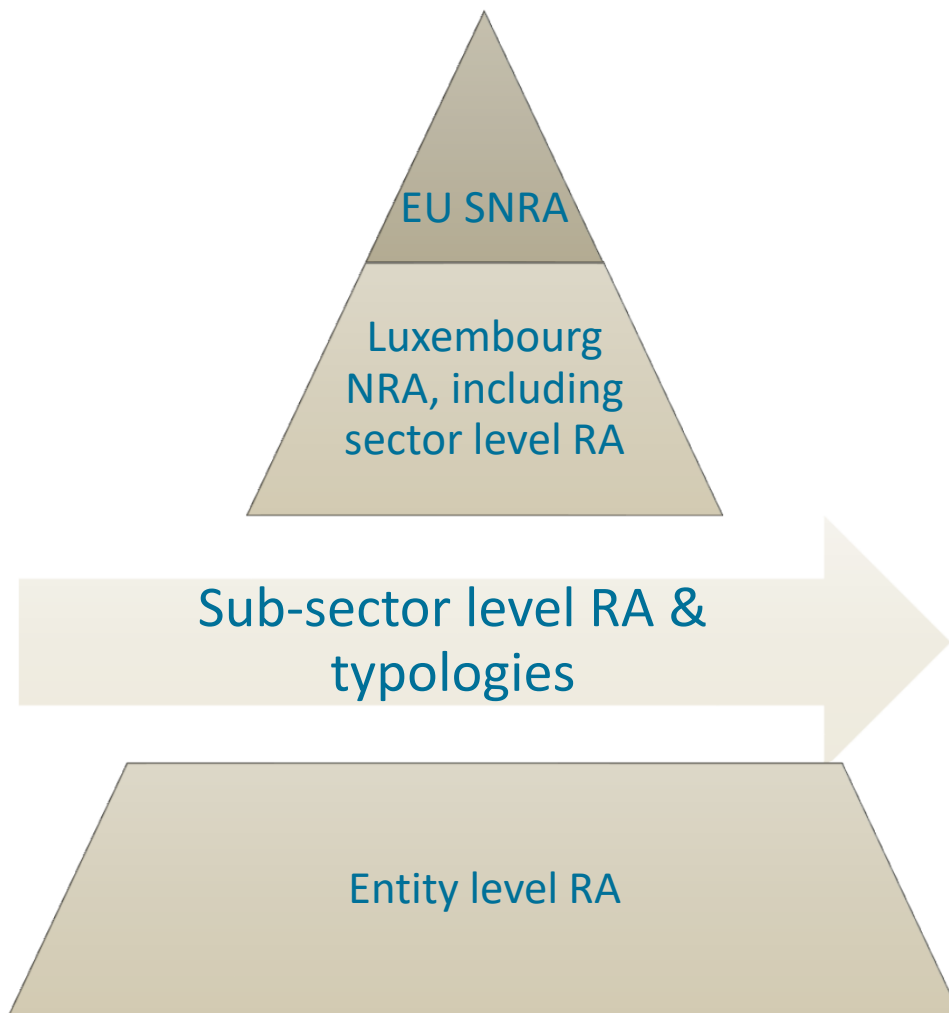 EU SNRA
Luxembourg
NRA, including
sector level RA
Sub-sector level RA &
typologies
Entity level RA